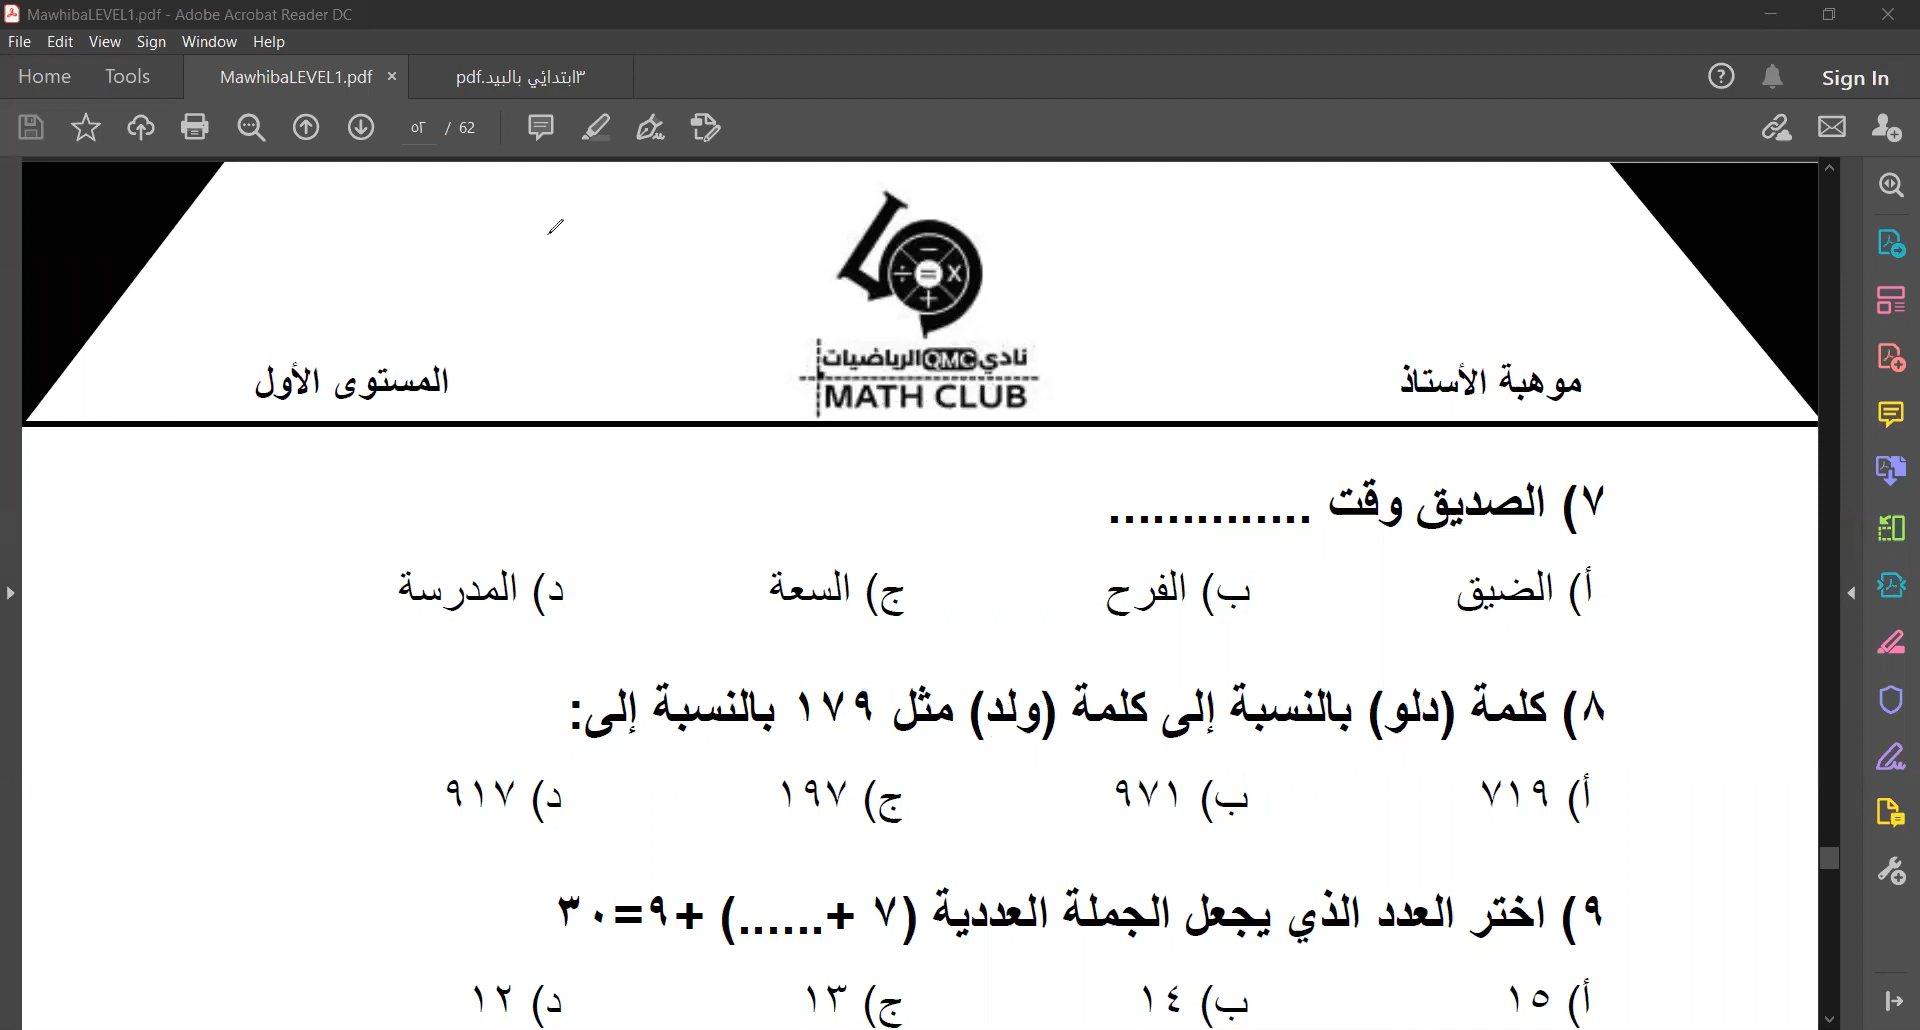 MawhibaLEVEL1.pdf - Adobe Acrobat Reader DC
File Edit View Sign Window Help
Home Tools MawhibaLEVEL1.pdf × ٣ابتدائي بالبيد.pdf Sign In
٥٢ / 62
نادي QMC الرياضيات
MATH CLUB
موهبة الأستاذ
المستوى الأول
٧) الصديق وقت ..............
أ) الضيق ب) الفرح ج) السعة د) المدرسة
٨) كلمة (دلو) بالنسبة إلى كلمة (ولد) مثل ١٧٩ بالنسبة إلى:
أ) ٧١٩ ب) ٩٧١ ج) ١٩٧ د) ٩١٧
٩) اختر العدد الذي يجعل الجملة العددية (٧ +......) +٩=٣٠
أ) ١٥ ب) ١٤ ج) ١٣ د) ١٢